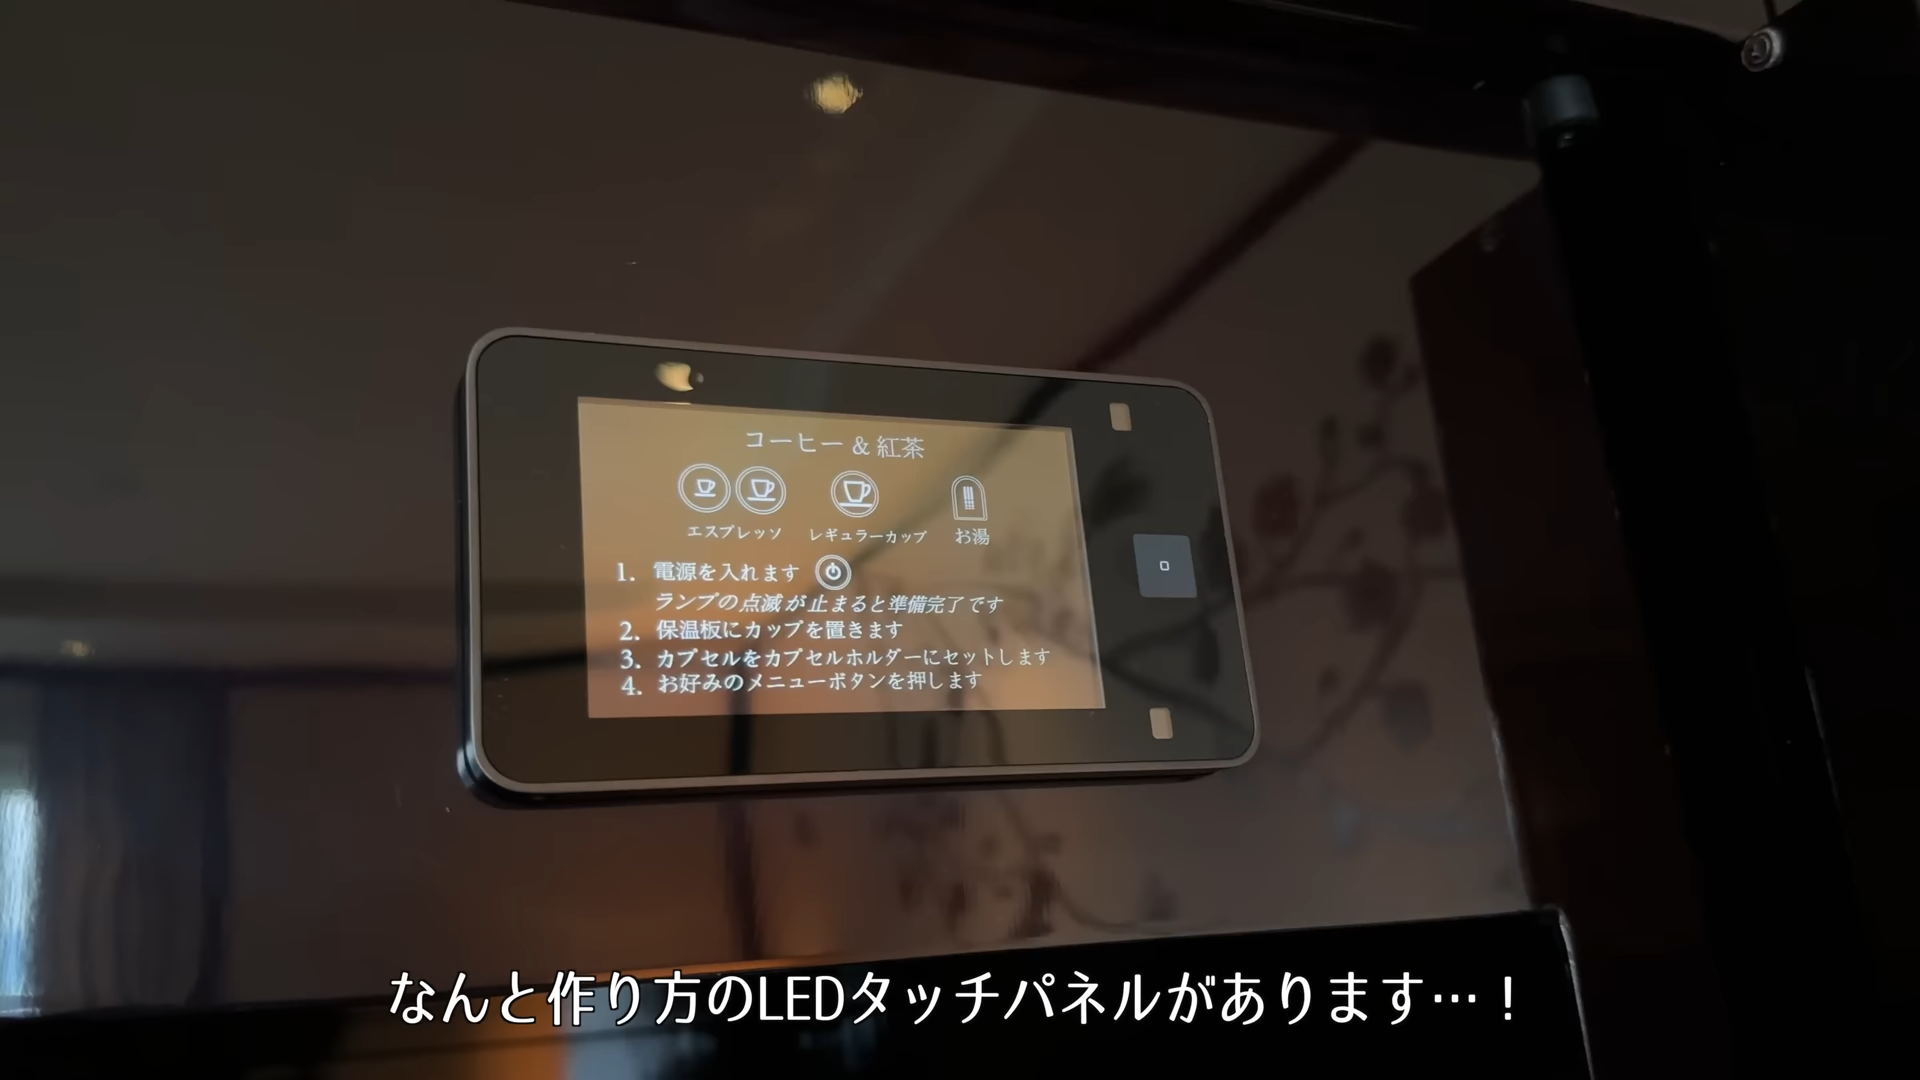 コーヒー & 紅茶
エスプレッソ レギュラーカップ お湯
1. 電源を入れます
ランプの点滅が止まると準備完了です
2. 保温板にカップを置きます
3. カプセルをカプセルホルダーにセットします
4. お好みのメニューボタンを押します
なんと作り方のLEDタッチパネルがあります…！